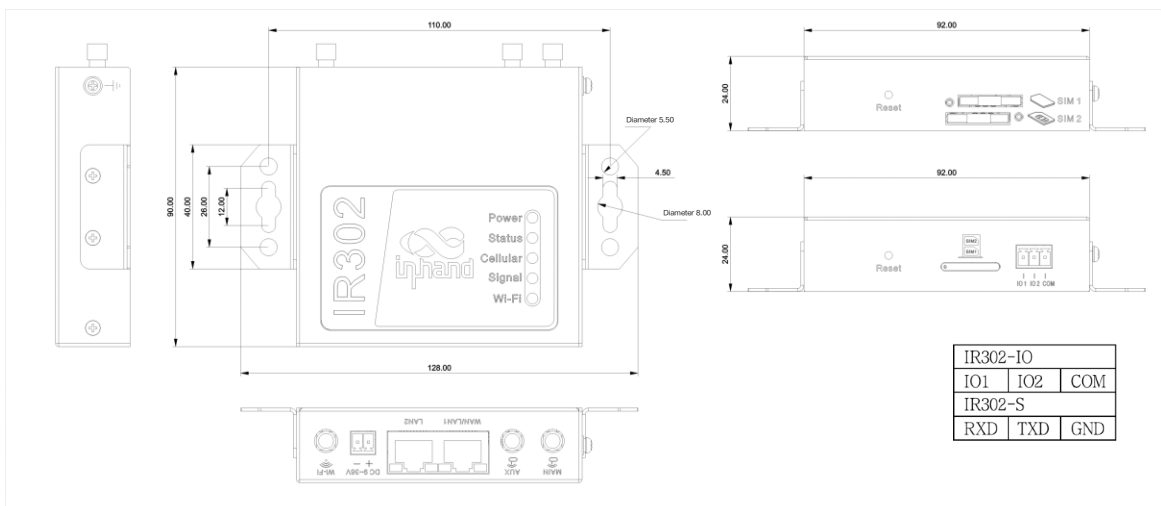 110.00
90.00
40.00
26.00
12.00
Diameter 5.50
4.50
Diameter 8.00
IR302
inhand
Power
Status
Cellular
Signal
Wi-Fi
128.00
WI-FI
DC 9~36V
− +
LAN2
WAN/LAN1
AUX
MAIN
92.00
24.00
Reset
SIM 1
SIM 2
92.00
24.00
Reset
SIM2
SIM1
IO1 IO2 COM
IR302-IO
IO1 IO2 COM
IR302-S
RXD TXD GND